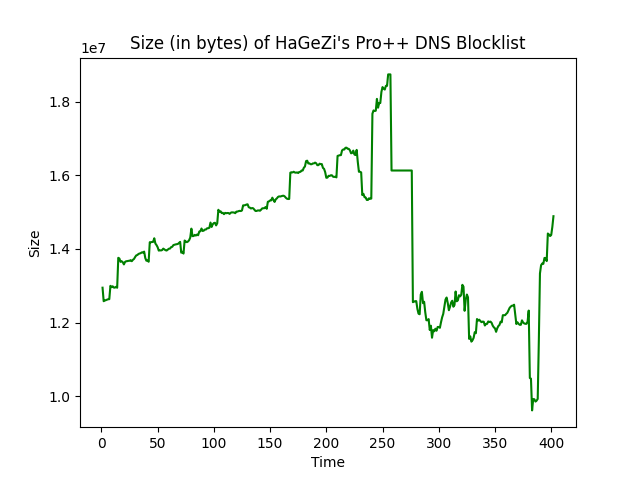 Size (in bytes) of HaGeZi's Pro++ DNS Blocklist
1e7
1.8
1.6
1.4
1.2
1.0
Size
0 50 100 150 200 250 300 350 400
Time